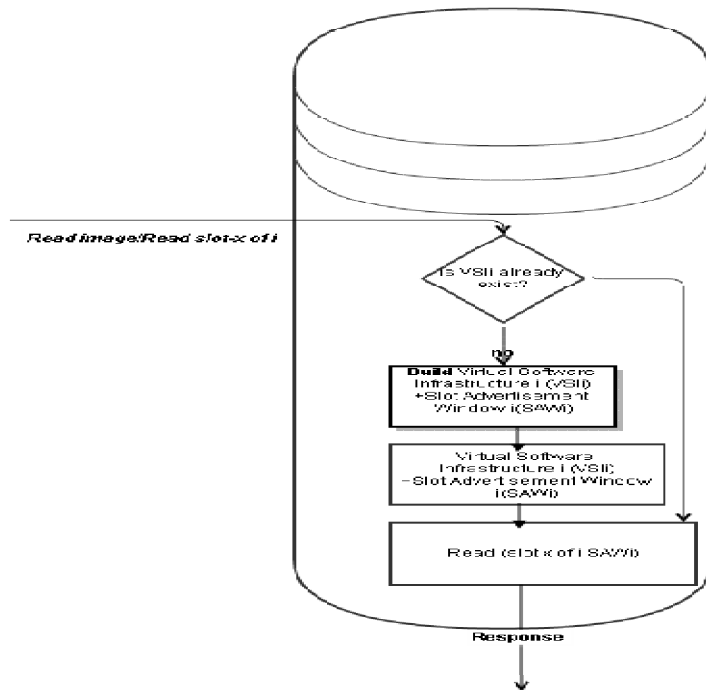 Read image/Read slot-x of i
Is VSIi already
exist?
no
Build Virtual Software
Infrastructure i (VSIi)
+Slot Advertisement
Window i(SAWi)
Virtual Software
Infrastructure i (VSIi)
+Slot Advertisement Window
i(SAWi)
Read (slot x of i SAWi)
Response